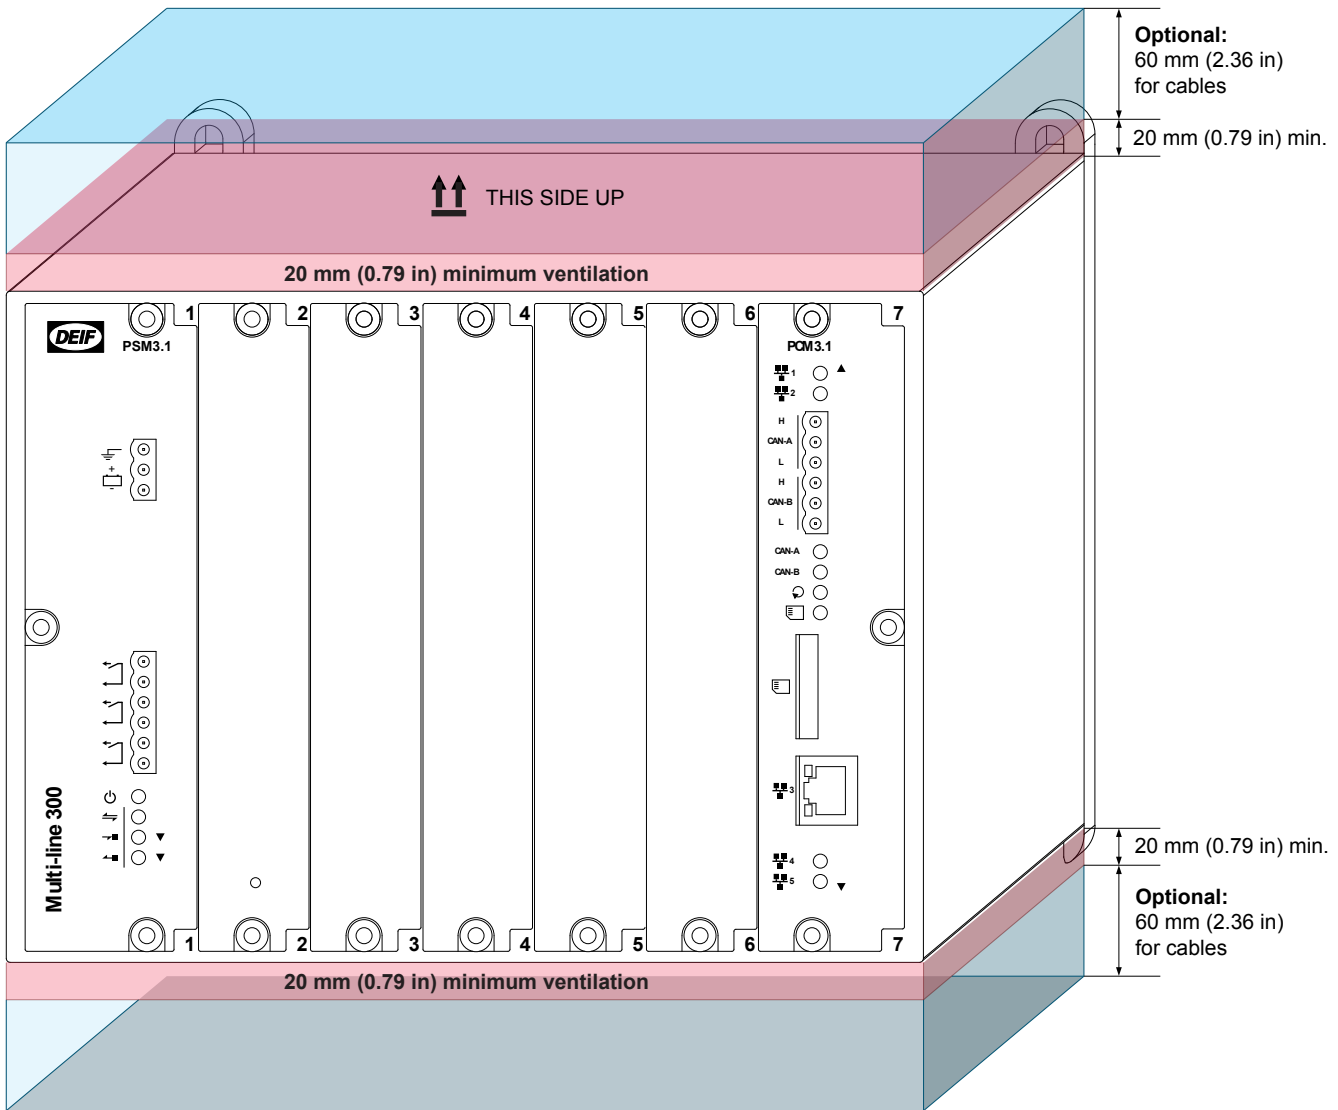 Optional:
60 mm (2.36 in)
for cables
20 mm (0.79 in) min.
THIS SIDE UP
20 mm (0.79 in) minimum ventilation
1
2
3
4
5
6
7
DEIF
PSM3.1
PCM3.1
1
2
H
CAN-A
L
H
CAN-B
L
+
-
CAN-A
CAN-B
3
Multi-line 300
4
5
20 mm (0.79 in) min.
Optional:
60 mm (2.36 in)
for cables
1
2
3
4
5
6
7
20 mm (0.79 in) minimum ventilation